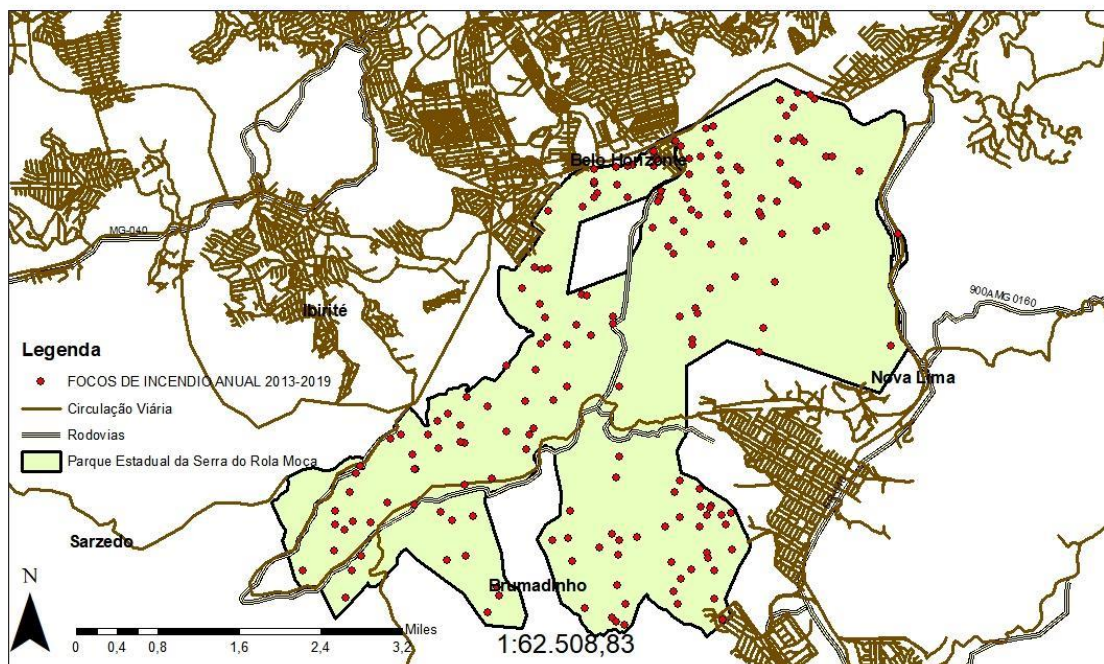 Belo Horizonte
MG-040
900AMG 0160
Ibirité
Legenda
FOCOS DE INCENDIO ANUAL 2013-2019
Circulação Viária
Rodovias
Parque Estadual da Serra do Rola Moça
Nova Lima
Sarzedo
N
Brumadinho
Miles
0 0,4 0,8 1,6 2,4 3,2
1:62.508,83